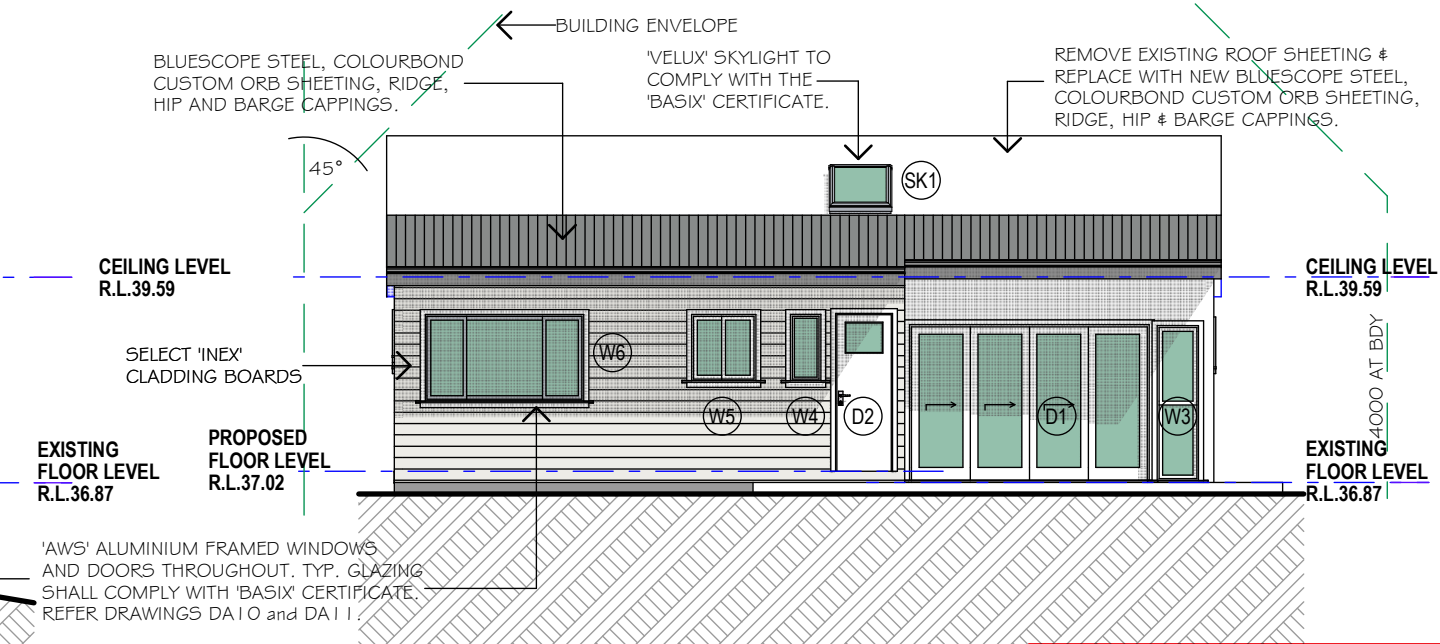 BUILDING ENVELOPE
BLUESCOPE STEEL, COLOURBOND
CUSTOM ORB SHEETING, RIDGE,
HIP AND BARGE CAPPINGS.
'VELUX' SKYLIGHT TO
COMPLY WITH THE
'BASIX' CERTIFICATE.
REMOVE EXISTING ROOF SHEETING &
REPLACE WITH NEW BLUESCOPE STEEL,
COLOURBOND CUSTOM ORB SHEETING,
RIDGE, HIP & BARGE CAPPINGS.
45°
SK1
CEILING LEVEL
R.L.39.59
CEILING LEVEL
R.L.39.59
SELECT 'INEX'
CLADDING BOARDS
W6
W5
W4
D2
D1
W3
4000 AT BDY
EXISTING
FLOOR LEVEL
R.L.36.87
PROPOSED
FLOOR LEVEL
R.L.37.02
EXISTING
FLOOR LEVEL
R.L.36.87
'AWS' ALUMINIUM FRAMED WINDOWS
AND DOORS THROUGHOUT. TYP. GLAZING
SHALL COMPLY WITH 'BASIX' CERTIFICATE.
REFER DRAWINGS DA10 and DA11.